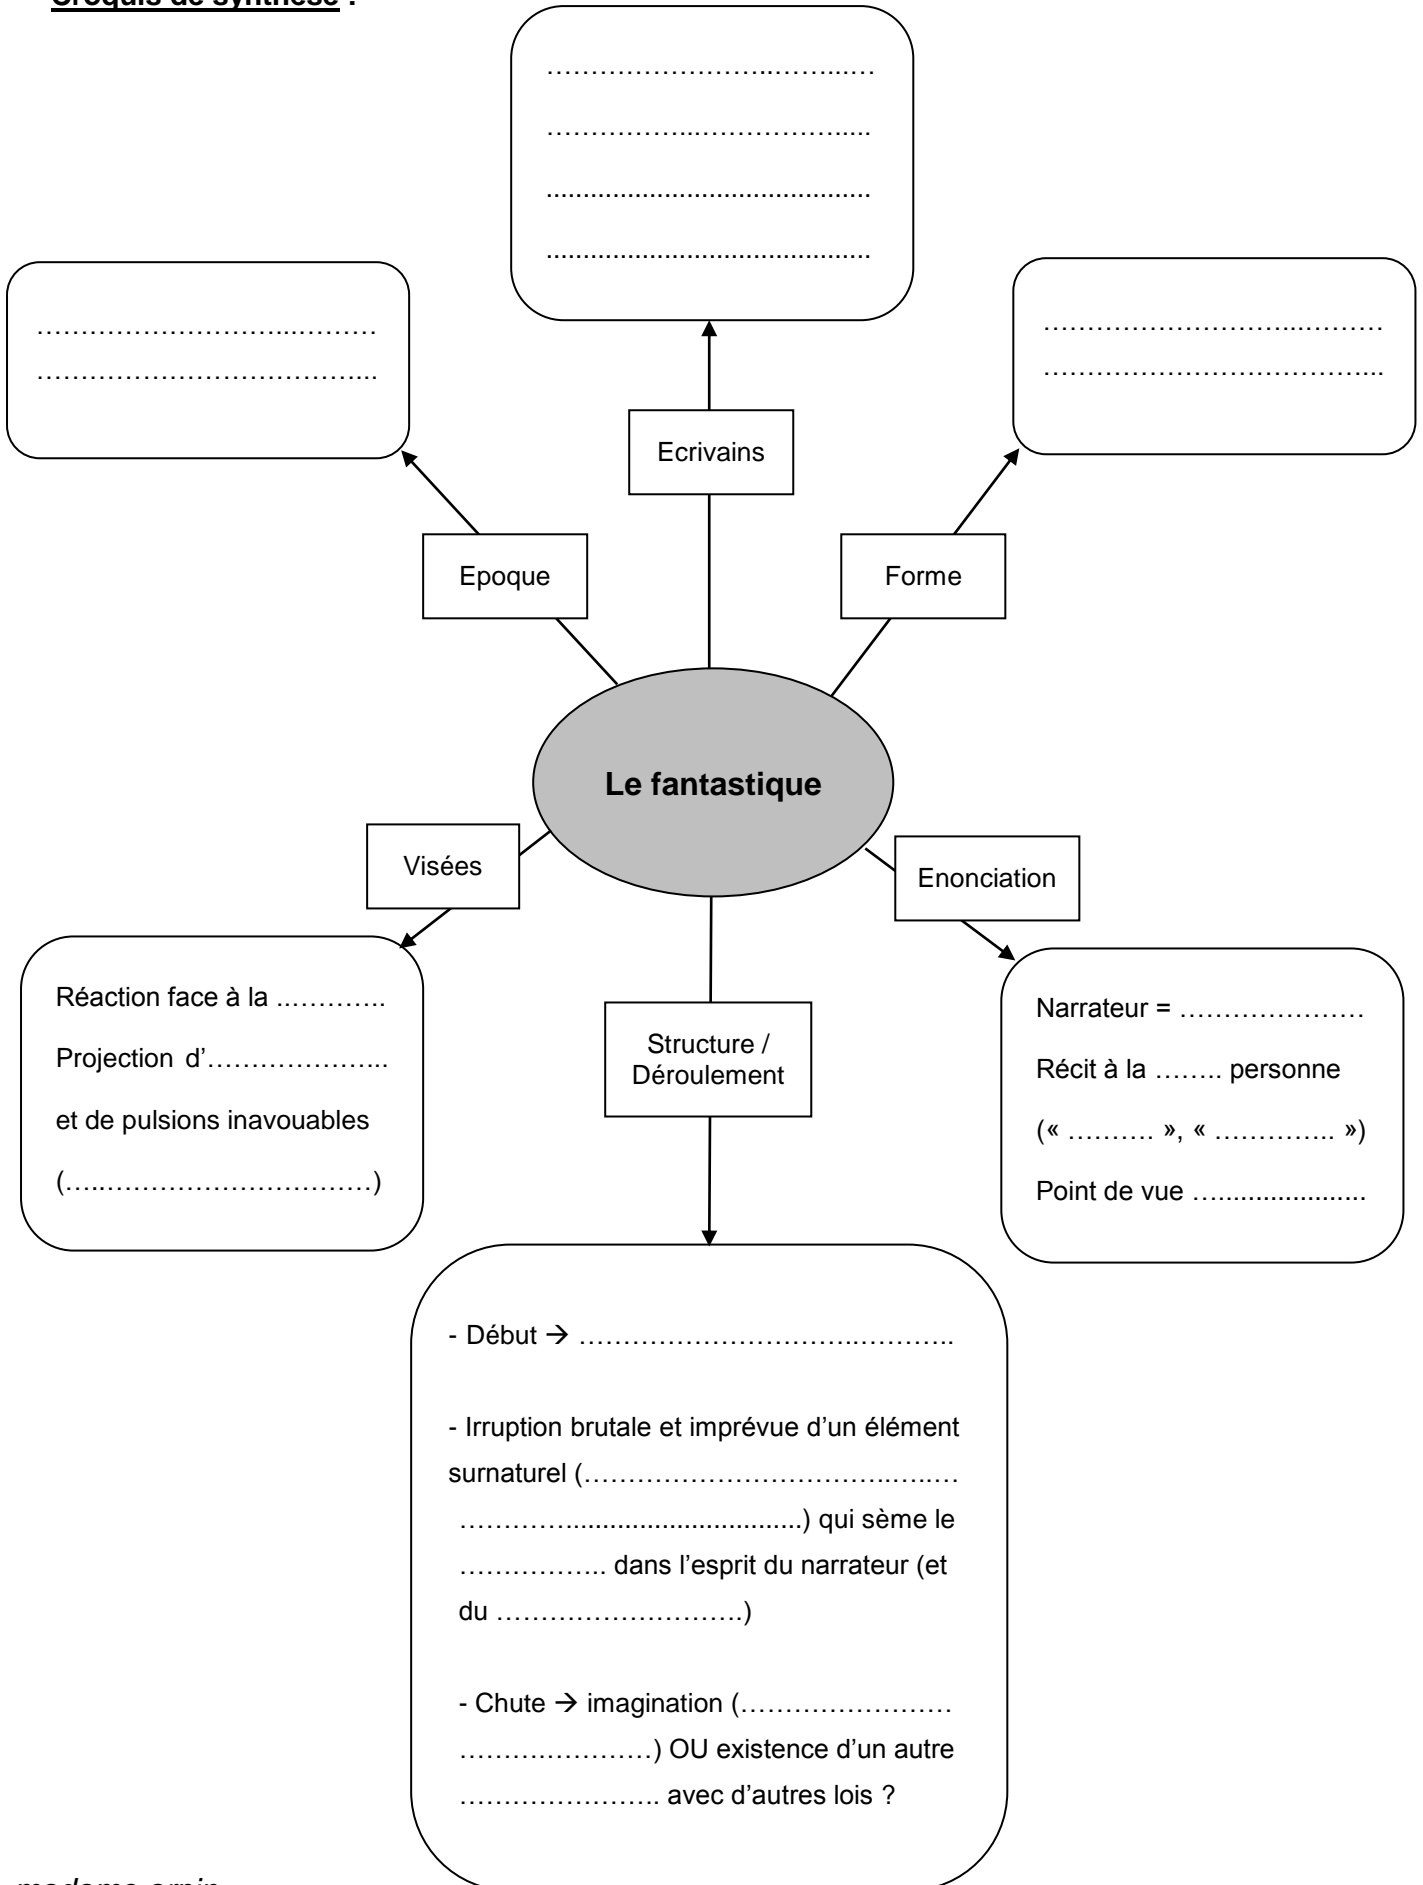 Croquis de synthèse :
………………………..……...…
……………...……………......
............................................
............................................
………………………...………
………………………………...
………………………...………
………………………………...
Ecrivains
Epoque
Forme
Le fantastique
Visées
Enonciation
Réaction face à la ..………..
Projection d’………………...
et de pulsions inavouables
(…..…………………………)
Structure /
Déroulement
Narrateur = …………………
Récit à la …….. personne
(« ………. », « ………….. »)
Point de vue ….....................
- Début → …………………………..………..
- Irruption brutale et imprévue d’un élément
surnaturel (……………………………..…..…
…………................................) qui sème le
…………….. dans l’esprit du narrateur (et
du ……………………….)
- Chute → imagination (……………………
…………………) OU existence d’un autre
…………………. avec d’autres lois ?